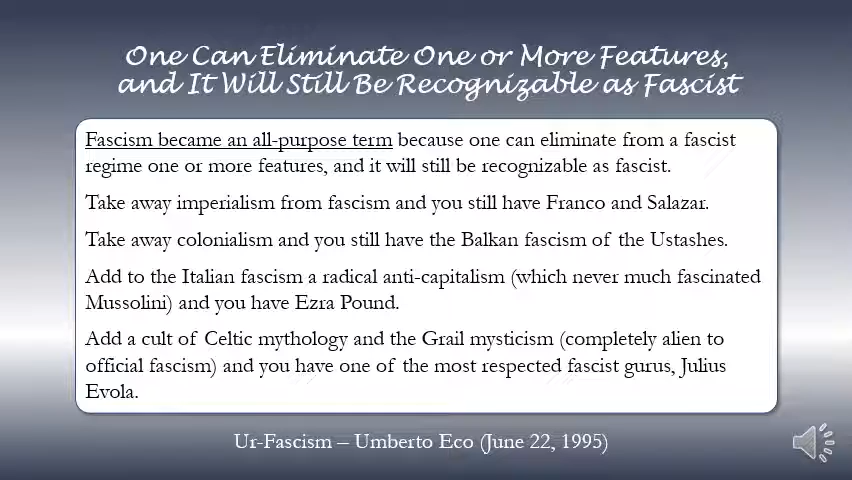 One Can Eliminate One or More Features,
and It Will Still Be Recognizable as Fascist
Fascism became an all-purpose term because one can eliminate from a fascist
regime one or more features, and it will still be recognizable as fascist.
Take away imperialism from fascism and you still have Franco and Salazar.
Take away colonialism and you still have the Balkan fascism of the Ustashes.
Add to the Italian fascism a radical anti-capitalism (which never much fascinated
Mussolini) and you have Ezra Pound.
Add a cult of Celtic mythology and the Grail mysticism (completely alien to
official fascism) and you have one of the most respected fascist gurus, Julius
Evola.
Ur-Fascism – Umberto Eco (June 22, 1995)